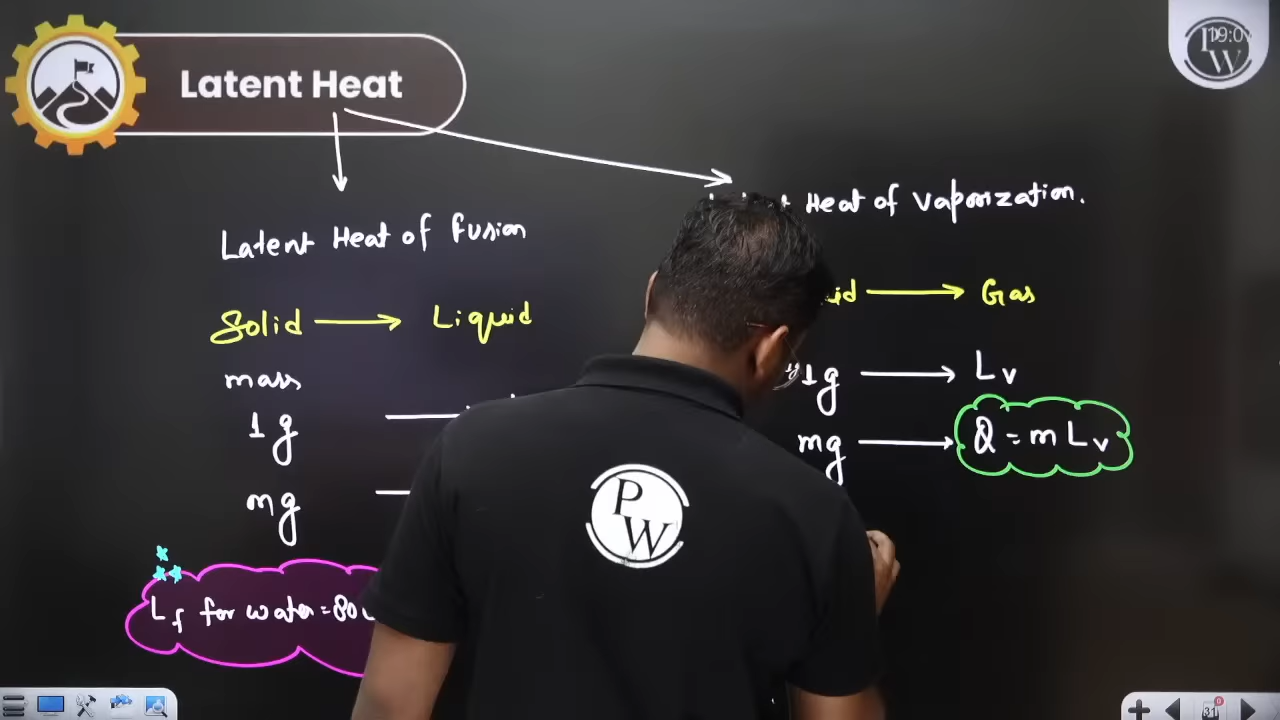 Latent Heat
Latent Heat of fusion
Solid → Liquid
mass
1g
mg
Lf for water = 80
Heat of Vaporization.
→ Gas
1g → Lv
mg → Q = m Lv
P
W
PW
31